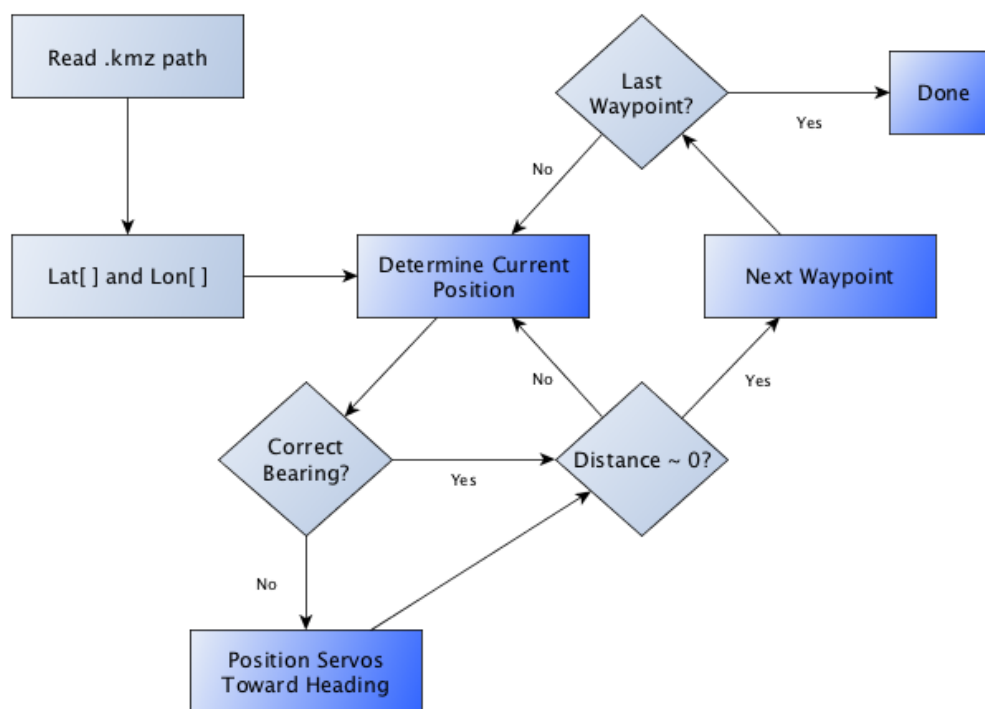 Read .kmz path
Last
Waypoint?
Done
Yes
No
Lat[ ] and Lon[ ]
Determine Current
Position
Next Waypoint
No
Yes
Correct
Bearing?
Yes
Distance ~ 0?
No
Position Servos
Toward Heading